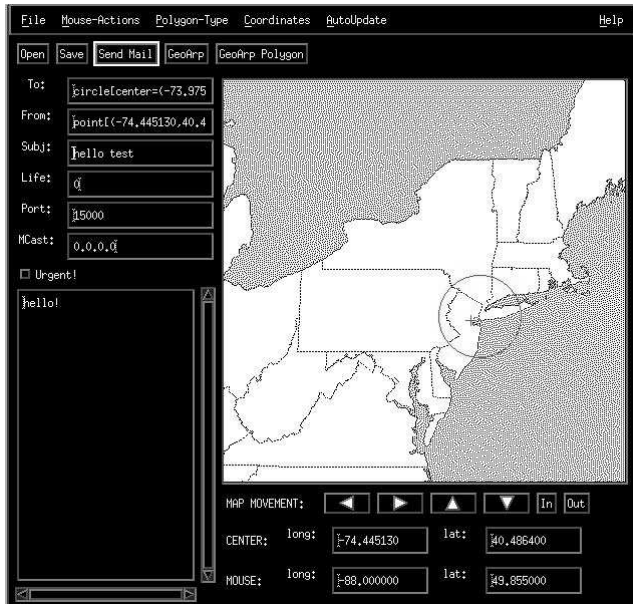 File Mouse-Actions Polygon-Type Coordinates AutoUpdate Help
Open Save Send Mail GeoArp GeoArp Polygon
To: circle[center=(-73.975
From: point[(-74.445130,40.4
Subj: hello test
Life: 0
Port: 15000
MCast: 0.0.0.0
Urgent!
hello!
MAP MOVEMENT: In Out
CENTER: long: -74.445130 lat: 40.486400
MOUSE: long: -88.000000 lat: 49.855000